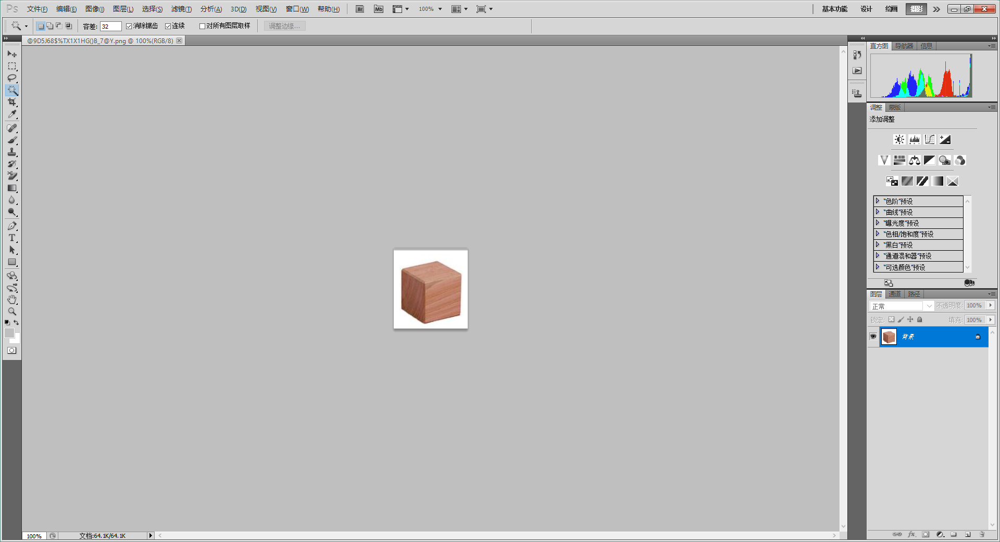 Ps 文件(F) 编辑(E) 图像(I) 图层(L) 选择(S) 滤镜(T) 分析(A) 3D(D) 视图(V) 窗口(W) 帮助(H) Br Mb 100% 基本功能 设计 绘画 摄影
容差: 32 消除锯齿 连续 对所有图层取样 调整边缘...
@9D5J68$%TX1X1HG()B_7@Y.png @ 100%(RGB/8)
直方图 导航器 信息
调整 蒙版
添加调整
“色阶”预设
“曲线”预设
“曝光度”预设
“色相/饱和度”预设
“黑白”预设
“通道混和器”预设
“可选颜色”预设
图层 通道 路径
正常 不透明度: 100%
锁定: 填充: 100%
背景
100% 文档:64.1K/64.1K